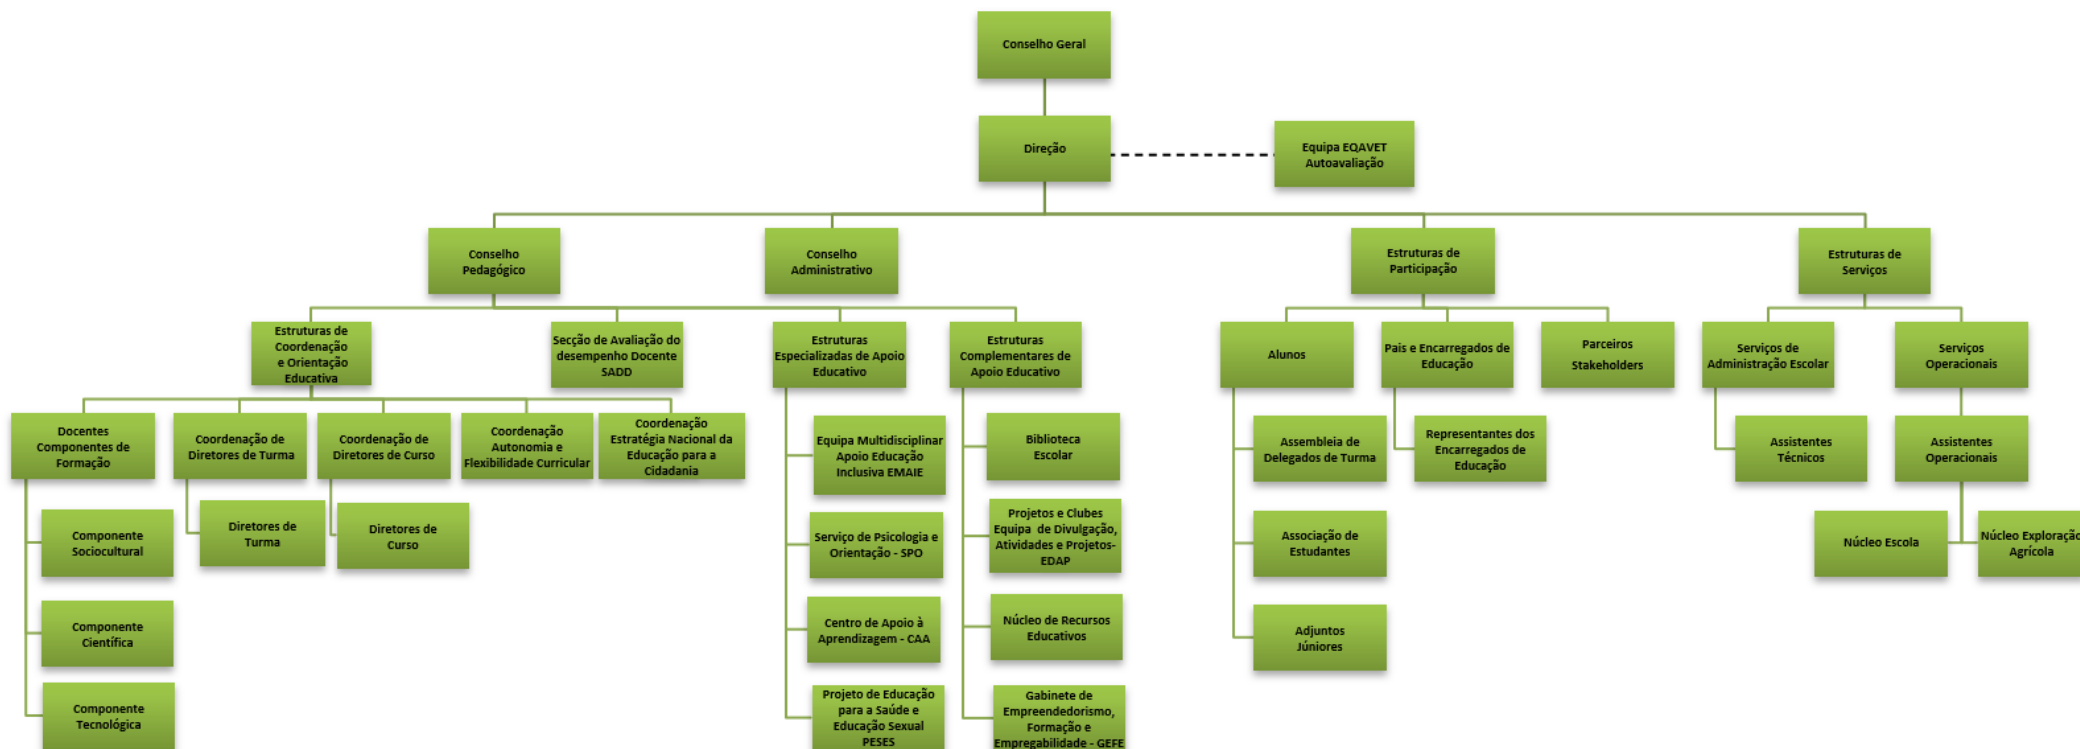 Conselho Geral
Direção
Equipa EQAVET
Autoavaliação
Conselho
Pedagógico
Conselho
Administrativo
Estruturas de
Participação
Estruturas de
Serviços
Estruturas de
Coordenação
e Orientação
Educativa
Secção de Avaliação do
desempenho Docente
SADD
Estruturas
Especializadas de Apoio
Educativo
Estruturas
Complementares de
Apoio Educativo
Alunos
Pais e Encarregados de
Educação
Parceiros
Stakeholders
Serviços de
Administração Escolar
Serviços
Operacionais
Docentes
Componentes de
Formação
Coordenação de
Diretores de Turma
Coordenação de
Diretores de Curso
Coordenação
Autonomia e
Flexibilidade Curricular
Coordenação
Estratégia Nacional da
Educação para a
Cidadania
Equipa Multidisciplinar
Apoio Educação
Inclusiva EMAIE
Biblioteca
Escolar
Assembleia de
Delegados de Turma
Representantes dos
Encarregados de
Educação
Assistentes
Técnicos
Assistentes
Operacionais
Componente
Sociocultural
Diretores de
Turma
Diretores de
Curso
Serviço de Psicologia e
Orientação - SPO
Projetos e Clubes
Equipa de Divulgação,
Atividades e Projetos-
EDAP
Associação de
Estudantes
Núcleo Escola
Núcleo Exploração
Agrícola
Componente
Científica
Centro de Apoio à
Aprendizagem - CAA
Núcleo de Recursos
Educativos
Adjuntos
Júniores
Componente
Tecnológica
Projeto de Educação
para a Saúde e
Educação Sexual
PESES
Gabinete de
Empreendedorismo,
Formação e
Empregabilidade - GEFE